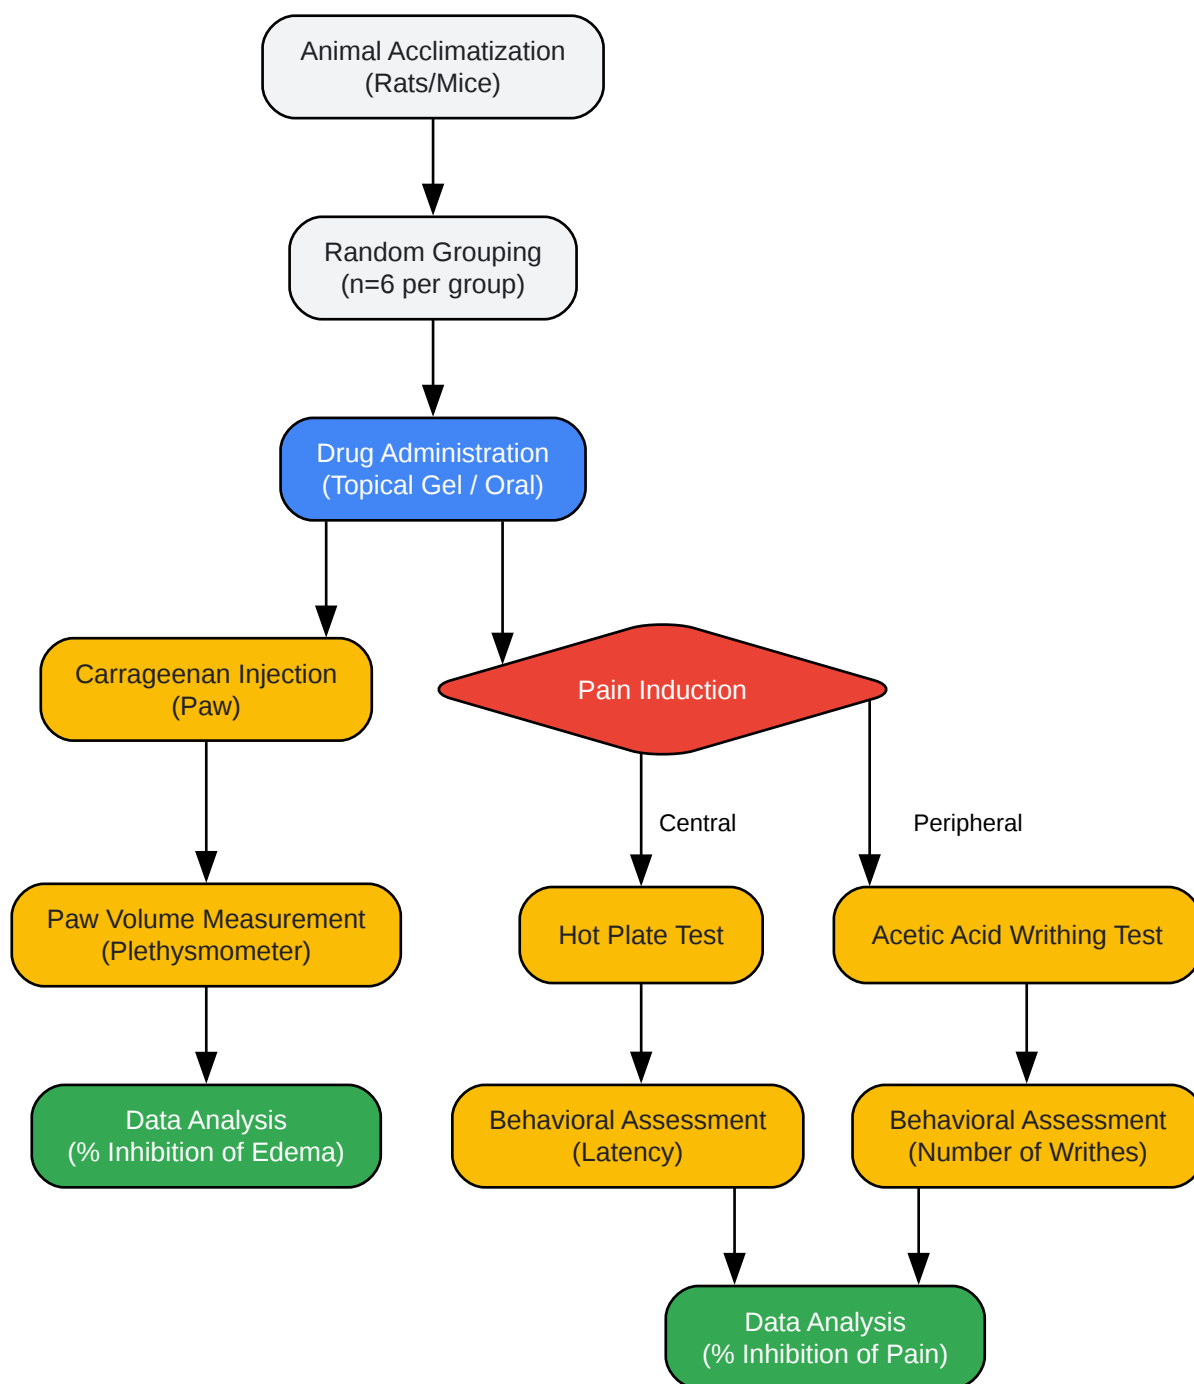 Animal Acclimatization
(Rats/Mice)
Random Grouping
(n=6 per group)
Drug Administration
(Topical Gel / Oral)
Carrageenan Injection
(Paw)
Pain Induction
Central
Peripheral
Paw Volume Measurement
(Plethysmometer)
Hot Plate Test
Acetic Acid Writhing Test
Data Analysis
(% Inhibition of Edema)
Behavioral Assessment
(Latency)
Behavioral Assessment
(Number of Writhes)
Data Analysis
(% Inhibition of Pain)